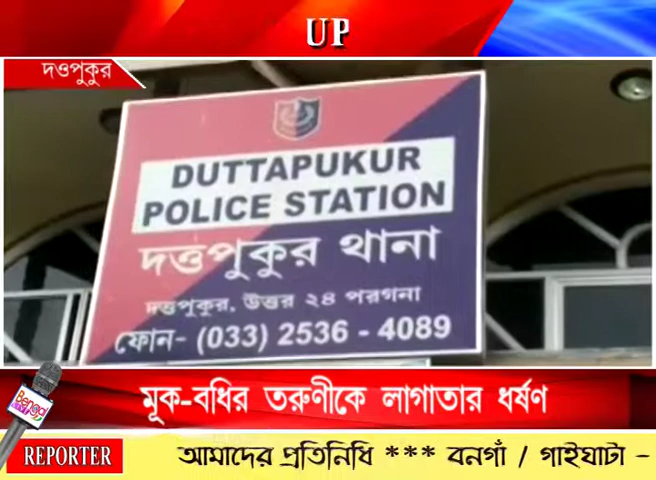 UP
দত্তপুকুর
DUTTAPUKUR
POLICE STATION
দত্তপুকুর থানা
দত্তপুকুর, উত্তর ২৪ পরগনা
ফোন- (033) 2536 - 4089
মূক-বধির তরুণীকে লাগাতার ধর্ষণ
REPORTER
আমাদের প্রতিনিধি *** বনগাঁ / গাইঘাটা -